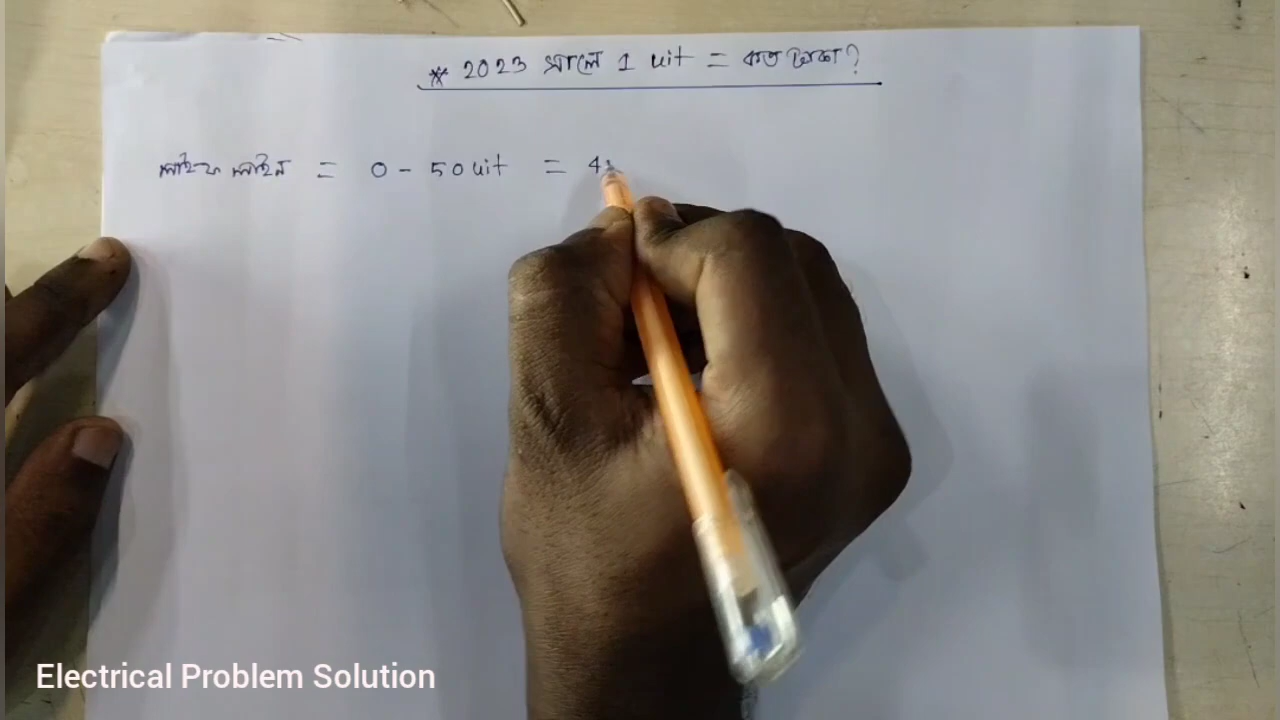 * 2023 সালে 1 uit = কত টাকা?
লাইফ লাইন = 0 - 50 uit = 4
Electrical Problem Solution